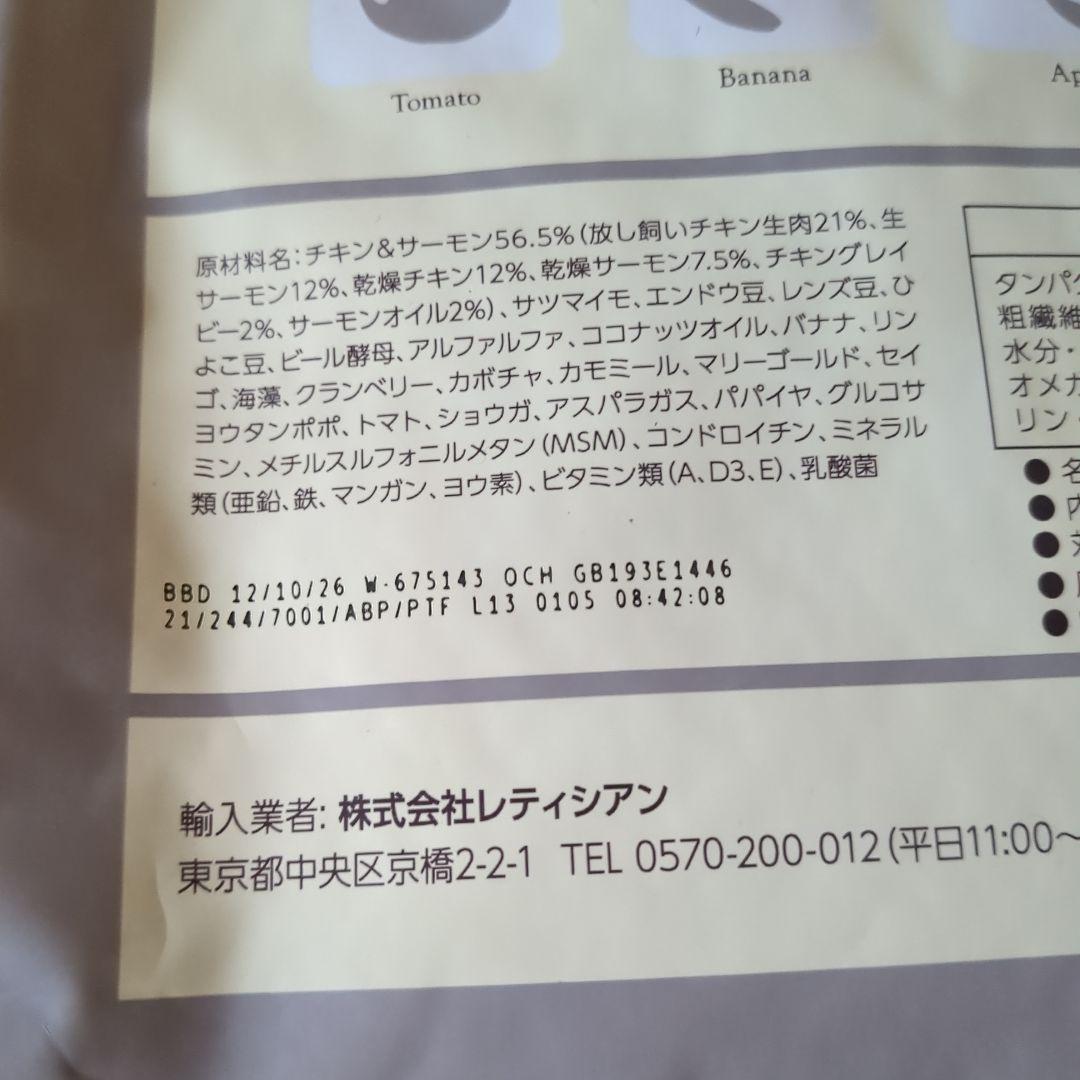 Tomato
Banana
Ap
原材料名：チキン&サーモン56.5%（放し飼いチキン生肉21%、生
サーモン12%、乾燥チキン12%、乾燥サーモン7.5%、チキングレイ
ビー2%、サーモンオイル2%）、サツマイモ、エンドウ豆、レンズ豆、ひ
よこ豆、ビール酵母、アルファルファ、ココナッツオイル、バナナ、リン
ゴ、海藻、クランベリー、カボチャ、カモミール、マリーゴールド、セイ
ヨウタンポポ、トマト、ショウガ、アスパラガス、パパイヤ、グルコサ
ミン、メチルスルフォニルメタン（MSM）、コンドロイチン、ミネラル
類（亜鉛、鉄、マンガン、ヨウ素）、ビタミン類（A、D3、E）、乳酸菌
タンパク
粗繊維
水分・
オメガ
リン・
● 名
● 内
●
●
●
BBD 12/10/26 W-675143 OCH GB193E1446
21/244/7001/ABP/PTF L13 0105 08:42:08
輸入業者: 株式会社レティシアン
東京都中央区京橋2-2-1 TEL 0570-200-012（平日11:00～